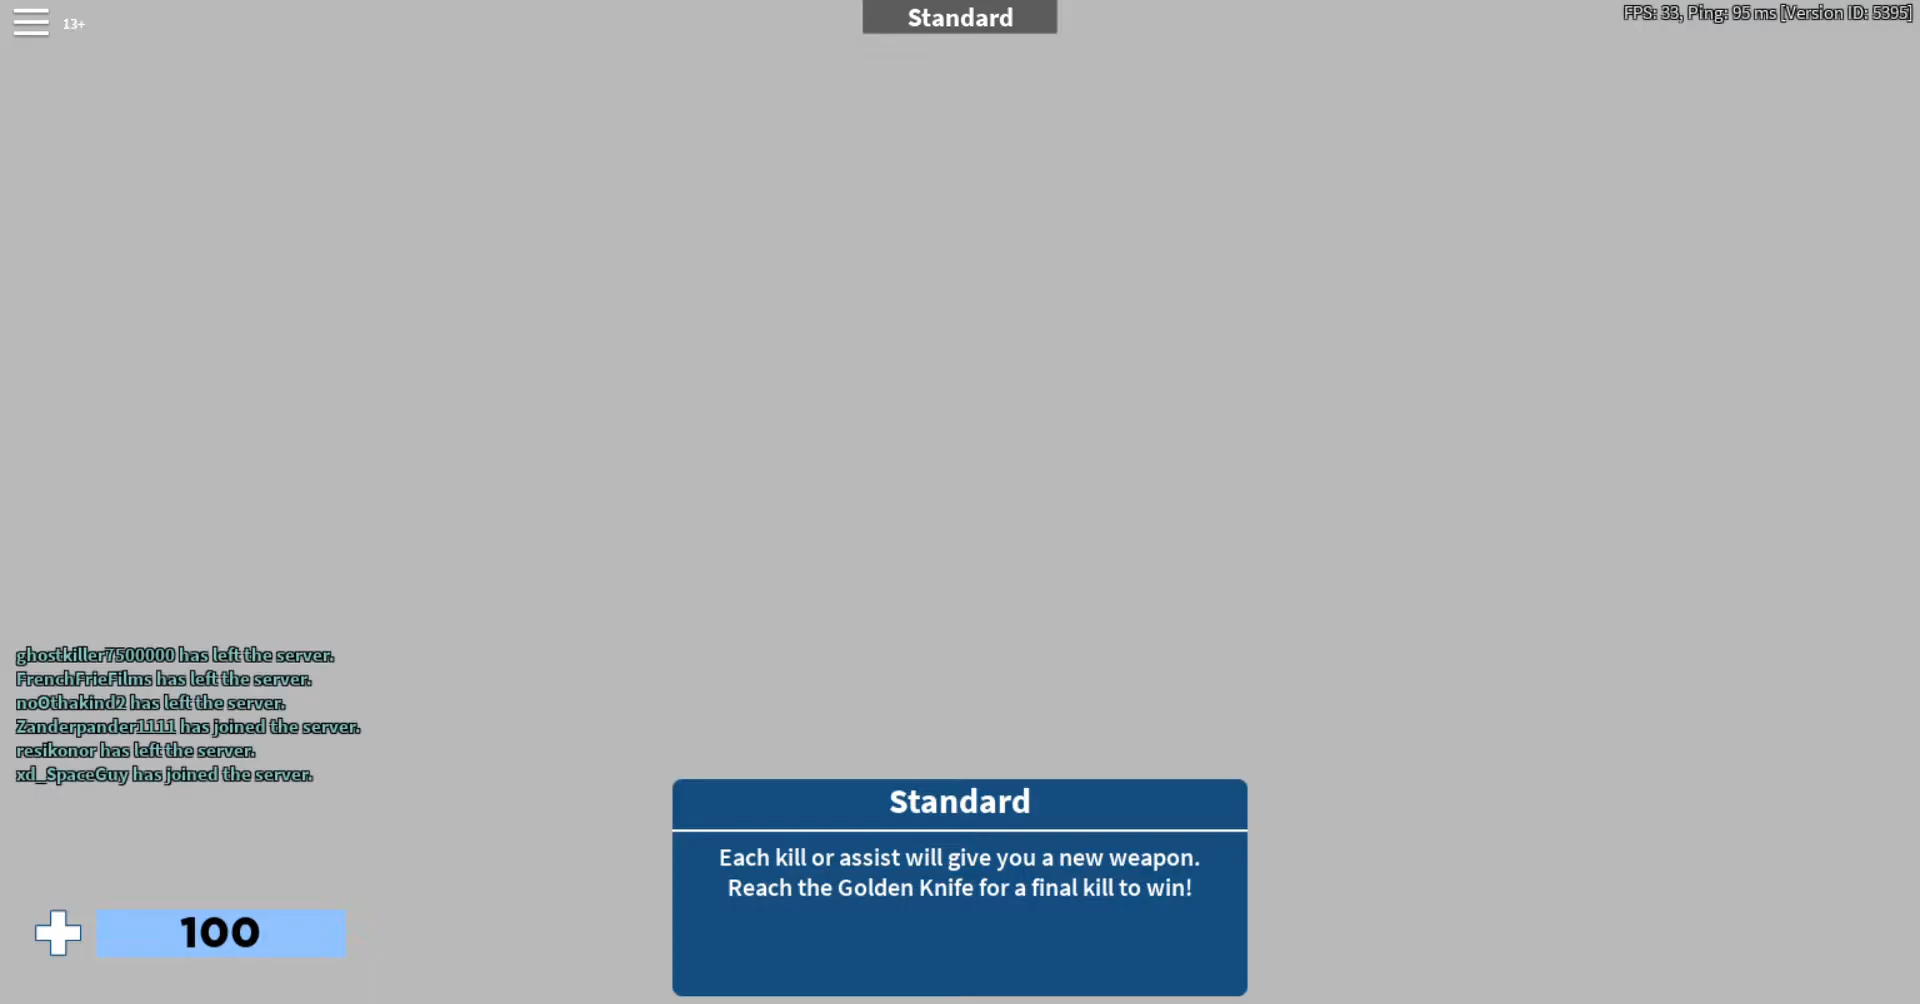 13+
Standard
FPS: 33, Ping: 95 ms [Version ID: 5395]
ghostkiller7500000 has left the server.
FrenchFrieFilms has left the server.
noOthakind2 has left the server.
Zanderpander1111 has joined the server.
resikonor has left the server.
xd_SpaceGuy has joined the server.
Standard
Each kill or assist will give you a new weapon.
Reach the Golden Knife for a final kill to win!
100